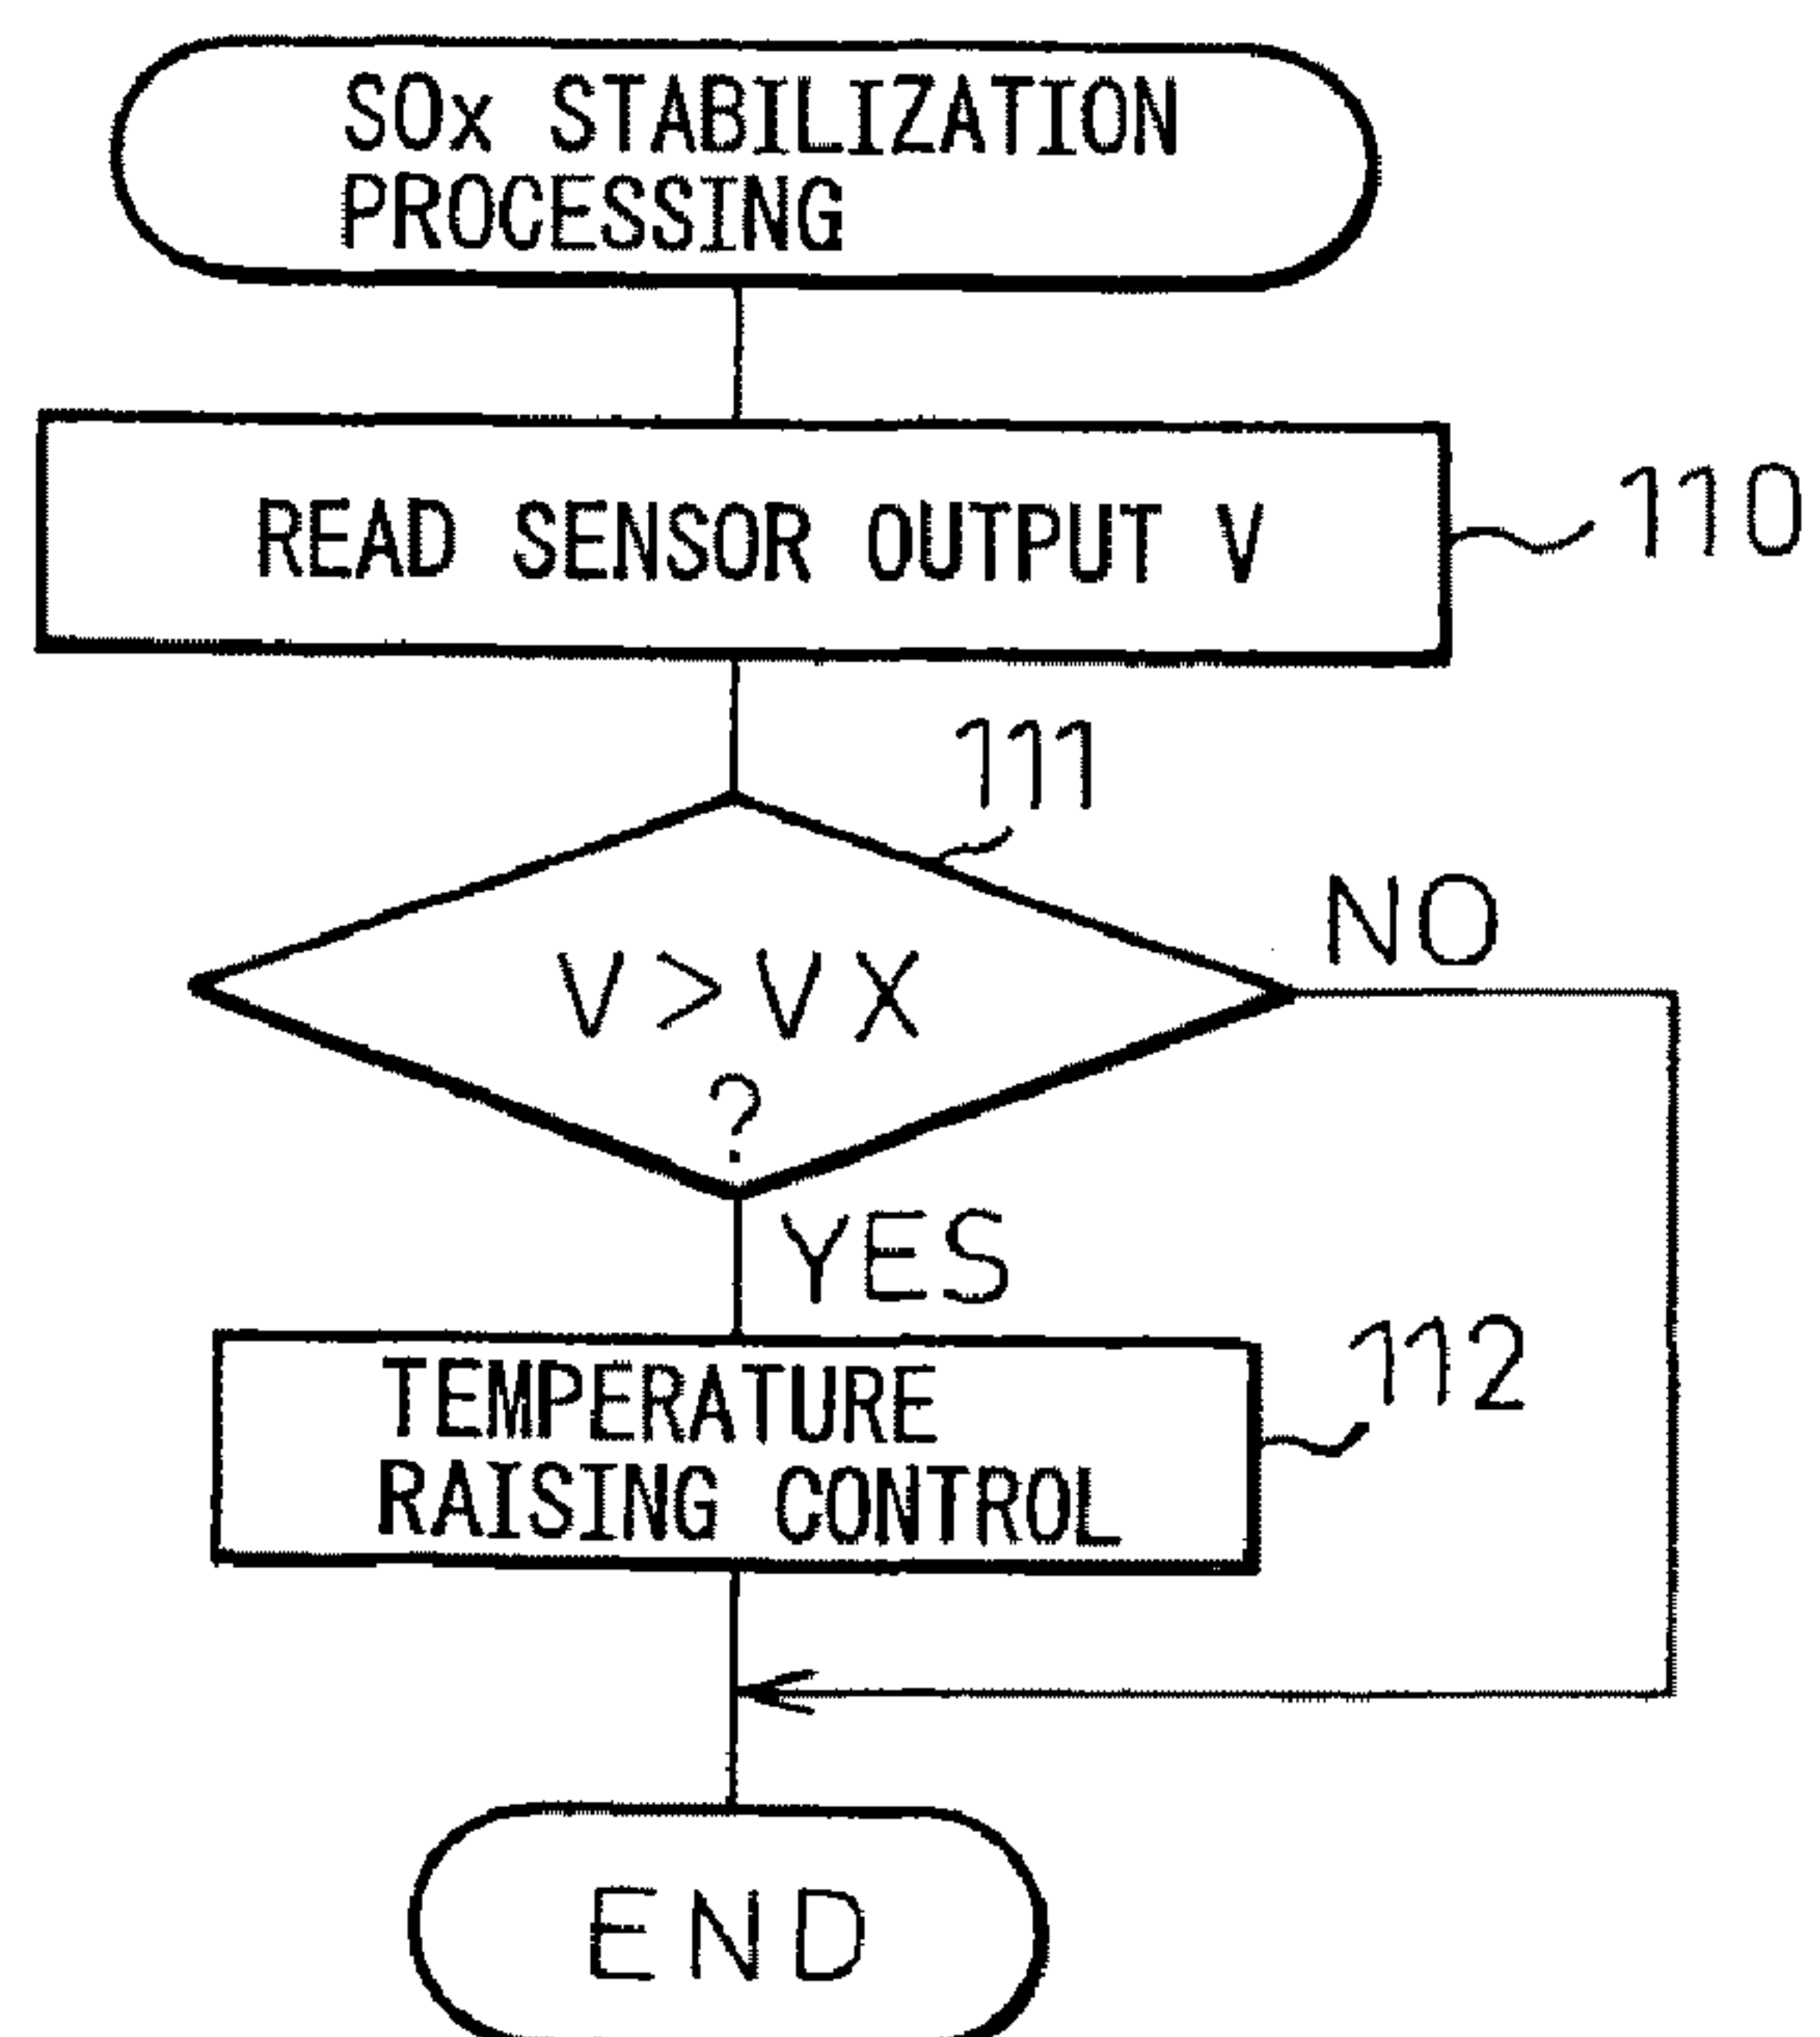 SOx STABILIZATION
PROCESSING
READ SENSOR OUTPUT V
110
111
V>VX
?
NO
YES
TEMPERATURE
RAISING CONTROL
112
END